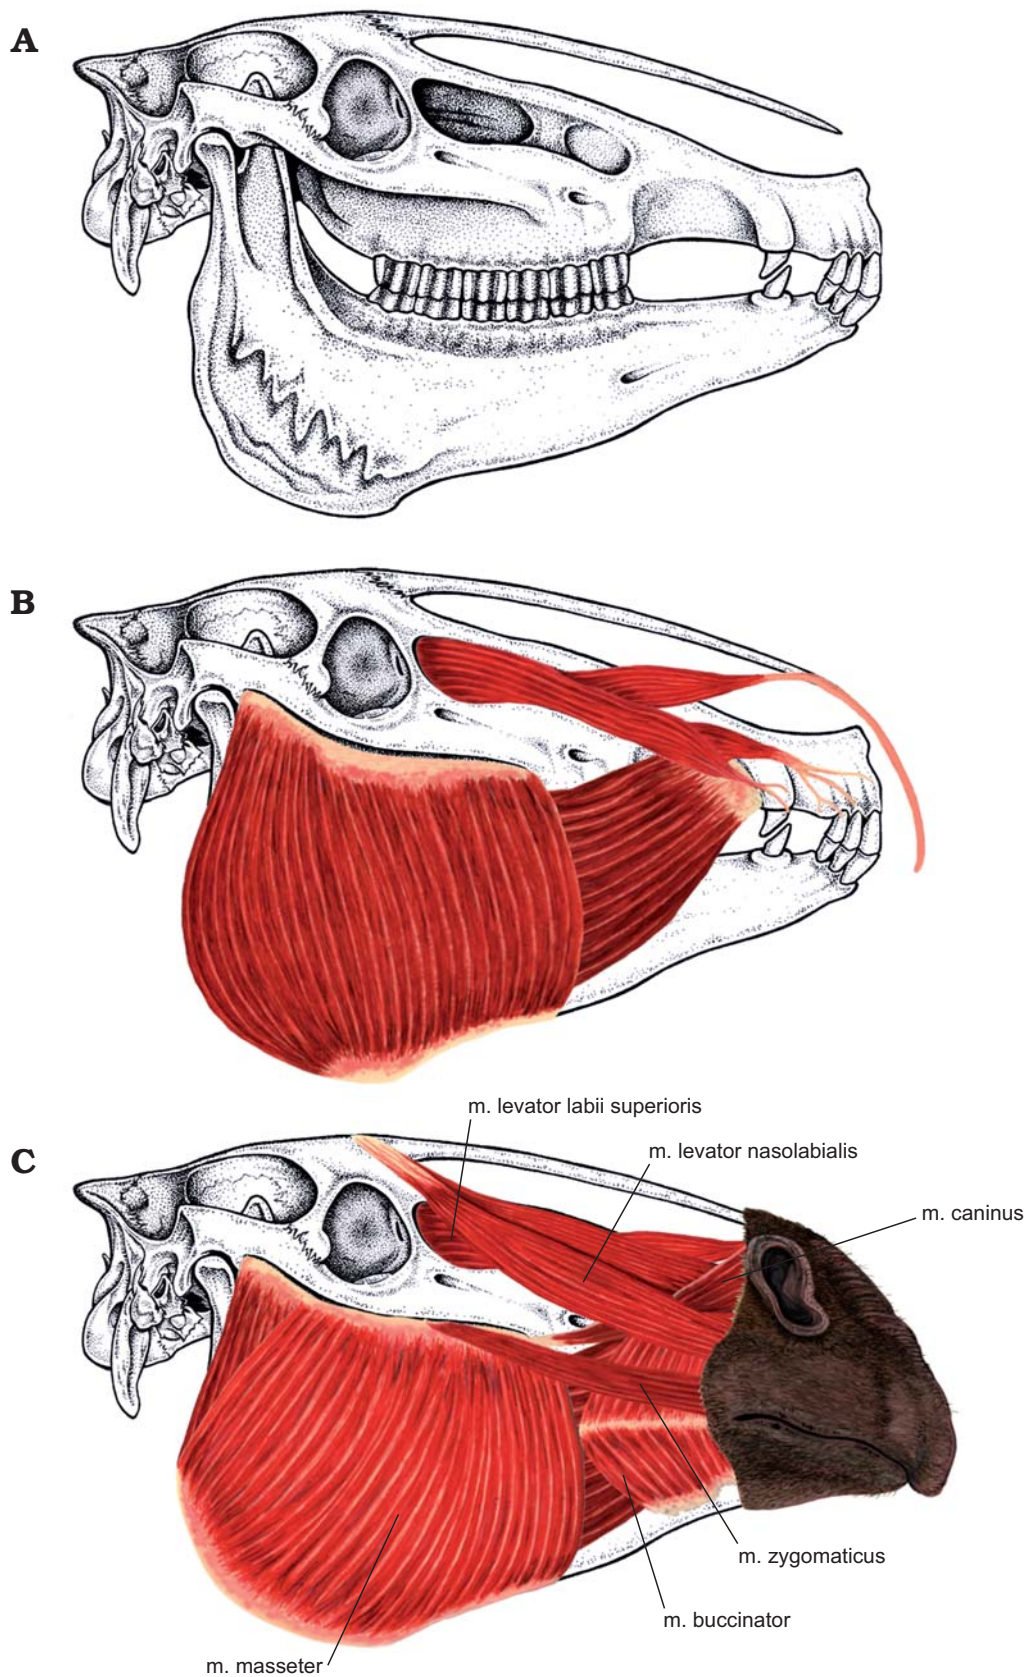 A
B
m. levator labii superioris
C
m. levator nasolabialis
m. caninus
m. zygomaticus
m. buccinator
m. masseter